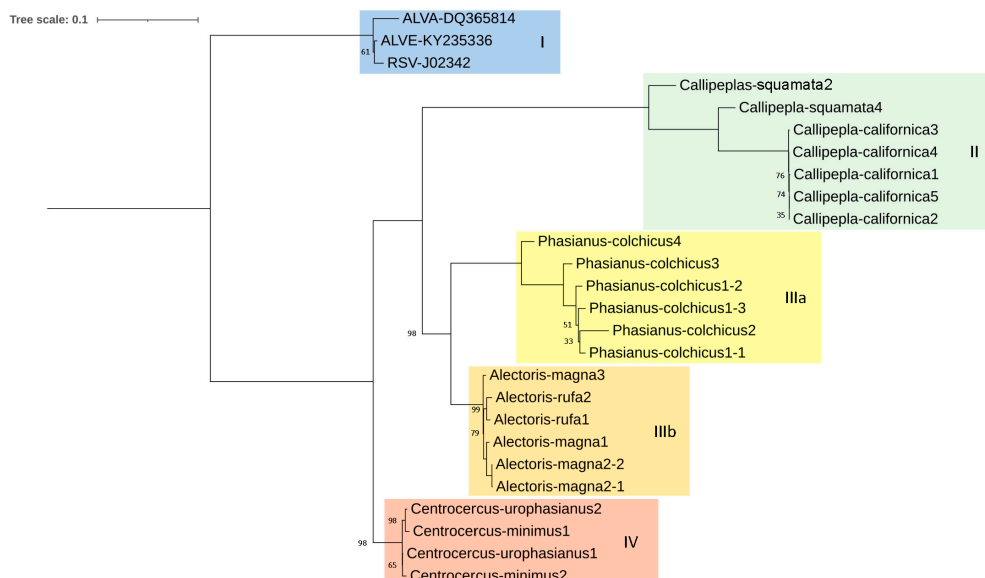 Tree scale: 0.1
ALVA-DQ365814
ALVE-KY235336
61
I
RSV-J02342
Callipeplas-squamata2
Callipepla-squamata4
Callipepla-californica3
Callipepla-californica4
II
76
Callipepla-californica1
74
Callipepla-californica5
35
Callipepla-californica2
Phasianus-colchicus4
Phasianus-colchicus3
Phasianus-colchicus1-2
IIIa
Phasianus-colchicus1-3
51
Phasianus-colchicus2
98
33
Phasianus-colchicus1-1
Alectoris-magna3
Alectoris-rufa2
99
Alectoris-rufa1
79
IIIb
Alectoris-magna1
Alectoris-magna2-2
Alectoris-magna2-1
Centrocercus-urophasianus2
98
Centrocercus-minimus1
98
IV
Centrocercus-urophasianus1
65
Centrocercus-minimus2